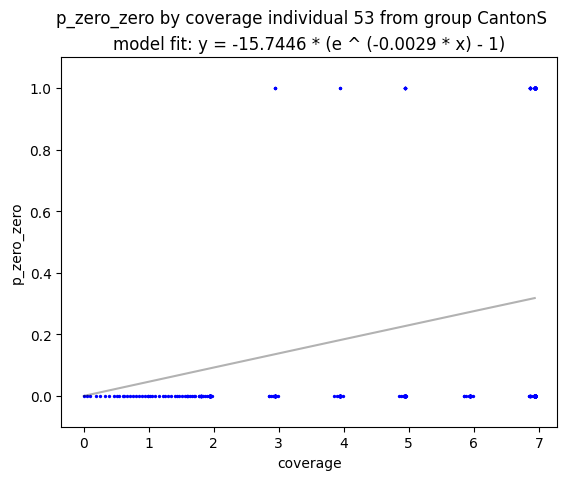 p_zero_zero by coverage individual 53 from group CantonS
model fit: y = -15.7446 * (e ^ (-0.0029 * x) - 1)
1.0
0.8
0.6
0.4
0.2
0.0
p_zero_zero
0 1 2 3 4 5 6 7
coverage